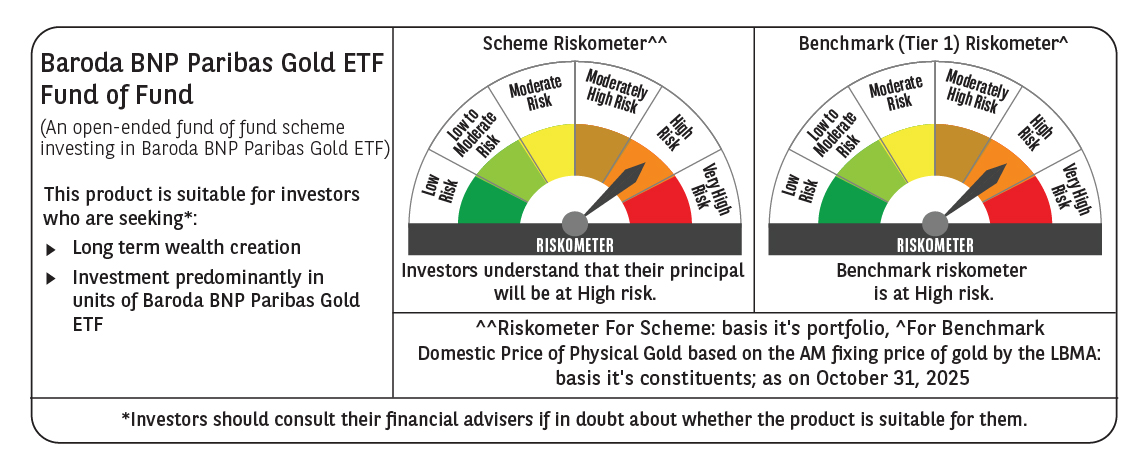 Baroda BNP Paribas Gold ETF
Fund of Fund
(An open-ended fund of fund scheme
investing in Baroda BNP Paribas Gold ETF)
This product is suitable for investors
who are seeking*:
Long term wealth creation
Investment predominantly in
units of Baroda BNP Paribas Gold
ETF
Scheme Riskometer^^
Low
Risk
Low to
Moderate
Risk
Moderate
Risk
Moderately
High Risk
High
Risk
Very High
Risk
RISKOMETER
Investors understand that their principal
will be at High risk.
Benchmark (Tier 1) Riskometer^
Low
Risk
Low to
Moderate
Risk
Moderate
Risk
Moderately
High Risk
High
Risk
Very High
Risk
RISKOMETER
Benchmark riskometer
is at High risk.
^^Riskometer For Scheme: basis it's portfolio, ^For Benchmark
Domestic Price of Physical Gold based on the AM fixing price of gold by the LBMA:
basis it's constituents; as on October 31, 2025
*Investors should consult their financial advisers if in doubt about whether the product is suitable for them.